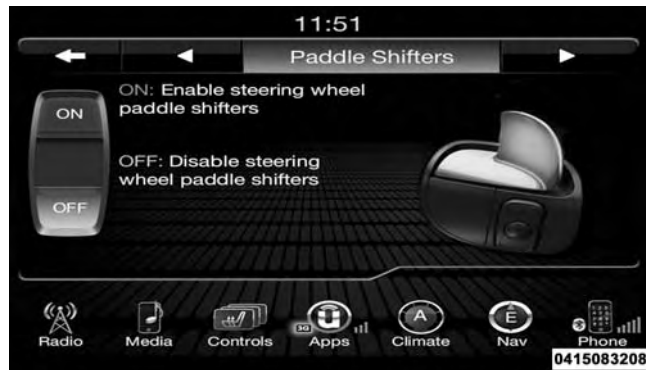 11:51
Paddle Shifters
ON: Enable steering wheel
paddle shifters
ON
OFF: Disable steering
wheel paddle shifters
OFF
3G
A
E
Radio
Media
Controls
Apps
Climate
Nav
Phone
0415083208